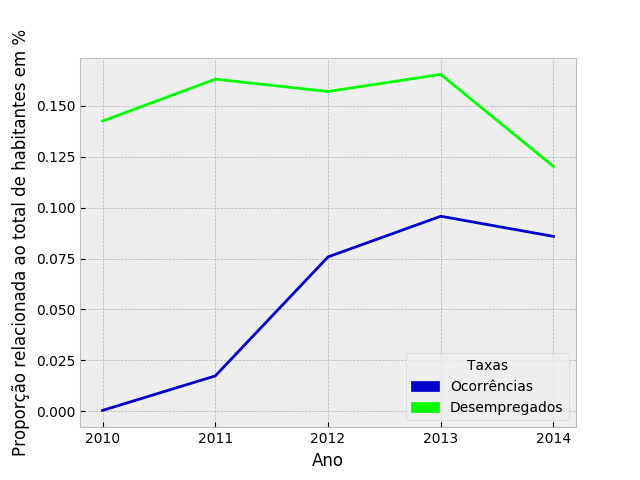 Proporção relacionada ao total de habitantes em %
0.150
0.125
0.100
0.075
0.050
0.025
0.000
Taxas
Ocorrências
Desempregados
2010 2011 2012 2013 2014
Ano